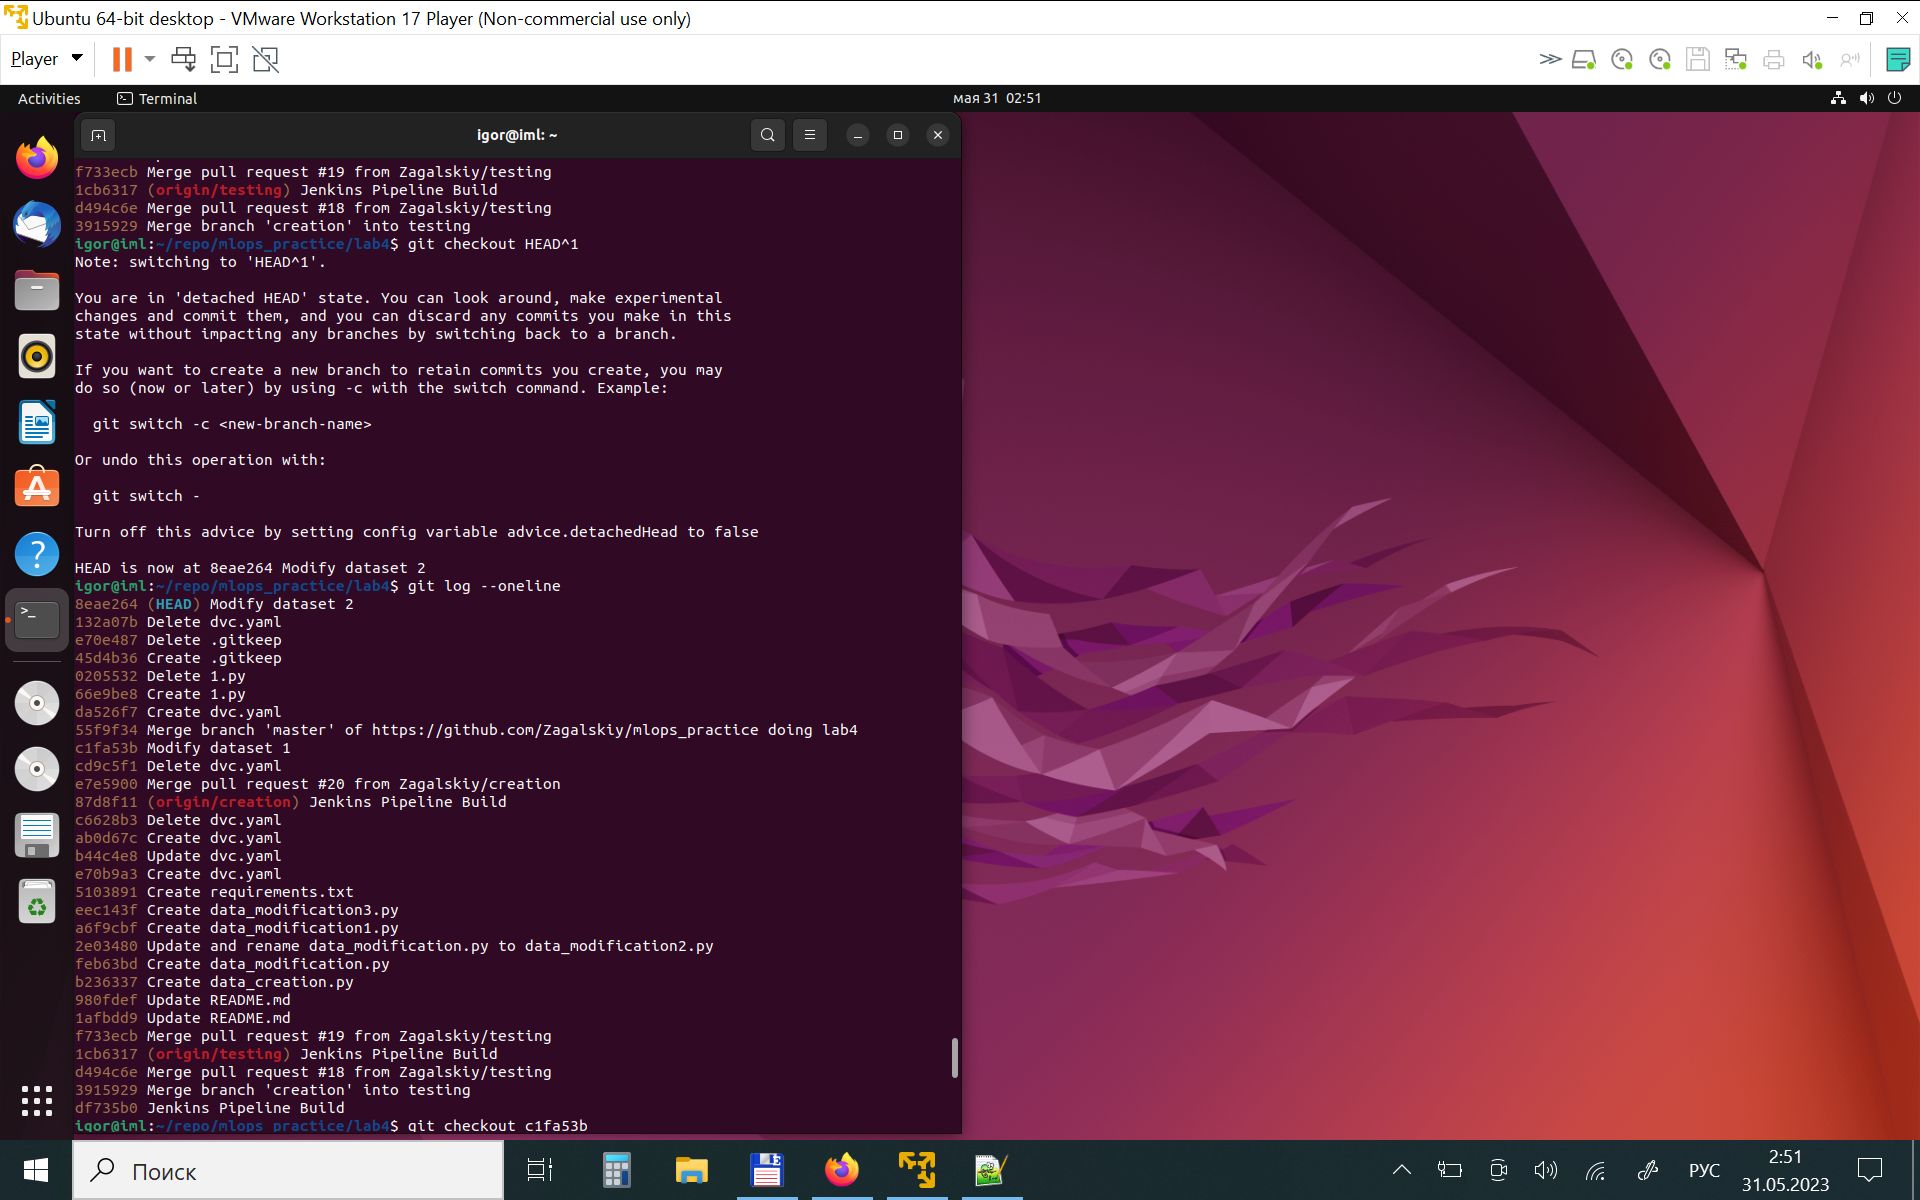 Ubuntu 64-bit desktop - VMware Workstation 17 Player (Non-commercial use only)
Player
Activities
Terminal
мая 31 02:51
igor@iml: ~
f733ecb Merge pull request #19 from Zagalskiy/testing
1cb6317 (origin/testing) Jenkins Pipeline Build
d494c6e Merge pull request #18 from Zagalskiy/testing
3915929 Merge branch 'creation' into testing
igor@iml:~/repo/mlops_practice/lab4$ git checkout HEAD^1
Note: switching to 'HEAD^1'.
You are in 'detached HEAD' state. You can look around, make experimental
changes and commit them, and you can discard any commits you make in this
state without impacting any branches by switching back to a branch.
If you want to create a new branch to retain commits you create, you may
do so (now or later) by using -c with the switch command. Example:
git switch -c <new-branch-name>
Or undo this operation with:
git switch -
Turn off this advice by setting config variable advice.detachedHead to false
HEAD is now at 8eae264 Modify dataset 2
igor@iml:~/repo/mlops_practice/lab4$ git log --oneline
8eae264 (HEAD) Modify dataset 2
132a07b Delete dvc.yaml
e70e487 Delete .gitkeep
45d4b36 Create .gitkeep
0205532 Delete 1.py
66e9be8 Create 1.py
da526f7 Create dvc.yaml
55f9f34 Merge branch 'master' of https://github.com/Zagalskiy/mlops_practice doing lab4
c1fa53b Modify dataset 1
cd9c5f1 Delete dvc.yaml
e7e5900 Merge pull request #20 from Zagalskiy/creation
87d8f11 (origin/creation) Jenkins Pipeline Build
c6628b3 Delete dvc.yaml
ab0d67c Create dvc.yaml
b44c4e8 Update dvc.yaml
e70b9a3 Create dvc.yaml
5103891 Create requirements.txt
eec143f Create data_modification3.py
a6f9cbf Create data_modification1.py
2e03480 Update and rename data_modification.py to data_modification2.py
feb63bd Create data_modification.py
b236337 Create data_creation.py
980fdef Update README.md
1afbdd9 Update README.md
f733ecb Merge pull request #19 from Zagalskiy/testing
1cb6317 (origin/testing) Jenkins Pipeline Build
d494c6e Merge pull request #18 from Zagalskiy/testing
3915929 Merge branch 'creation' into testing
df735b0 Jenkins Pipeline Build
igor@iml:~/repo/mlops_practice/lab4$ git checkout c1fa53b
Поиск
РУС
2:51
31.05.2023